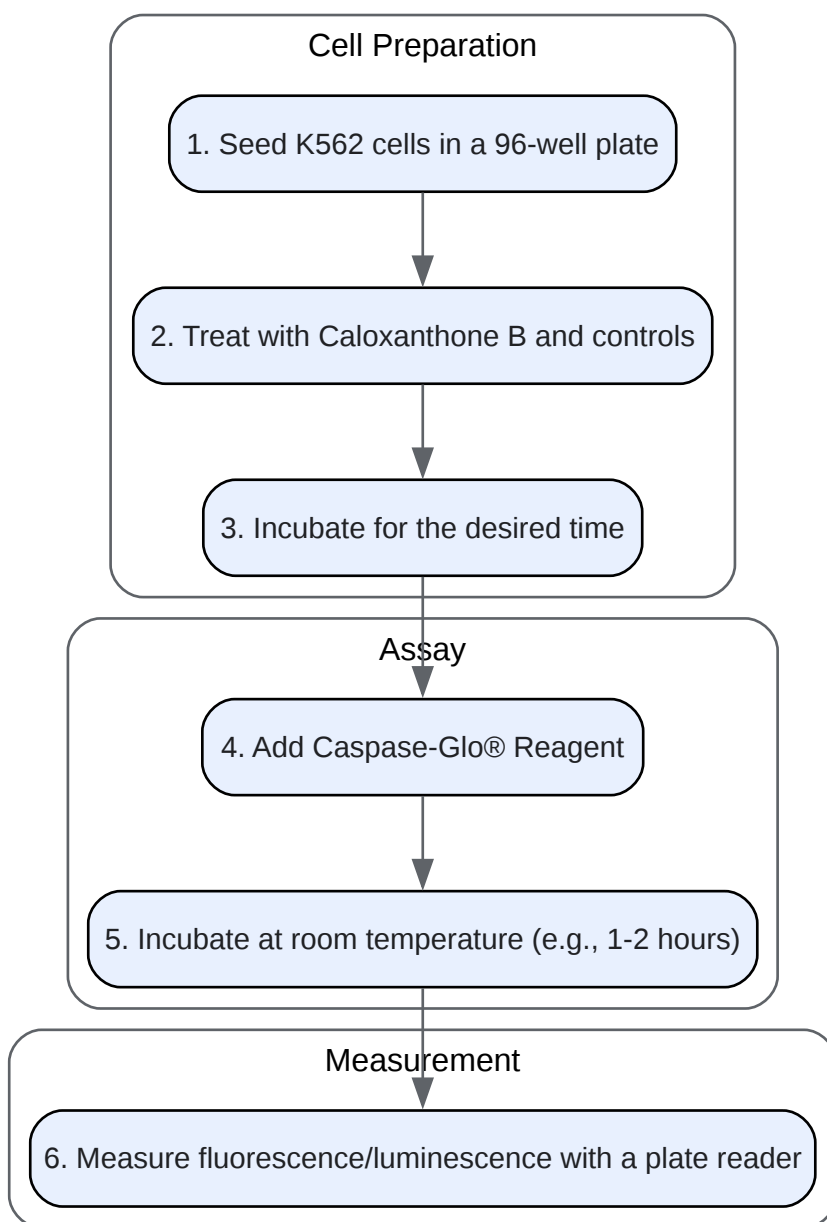 Cell Preparation
1. Seed K562 cells in a 96-well plate
2. Treat with Caloxanthone B and controls
3. Incubate for the desired time
Assay
4. Add Caspase-Glo® Reagent
5. Incubate at room temperature (e.g., 1-2 hours)
Measurement
6. Measure fluorescence/luminescence with a plate reader